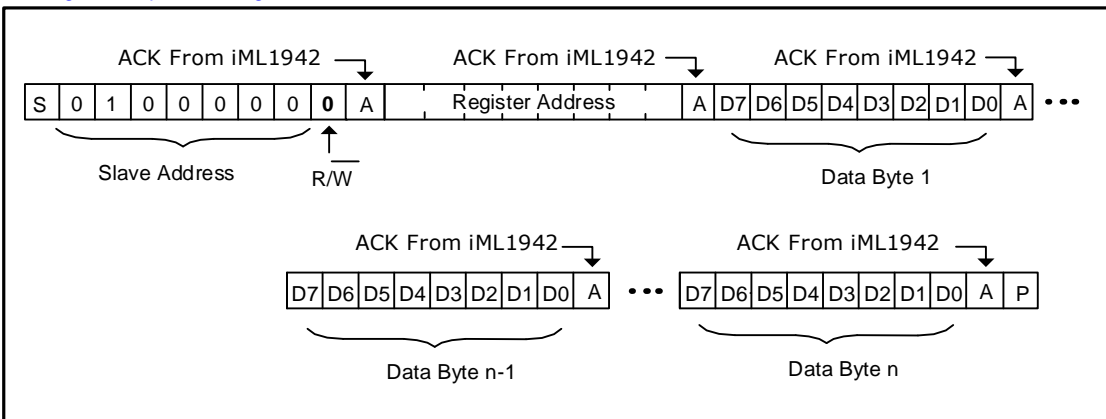 ACK From iML1942 ACK From iML1942 ACK From iML1942
S 0 1 0 0 0 0 0 0 A Register Address A D7 D6 D5 D4 D3 D2 D1 D0 A •••
Slave Address R/W̅ Data Byte 1
ACK From iML1942 ACK From iML1942
D7 D6 D5 D4 D3 D2 D1 D0 A ••• D7 D6 D5 D4 D3 D2 D1 D0 A P
Data Byte n-1 Data Byte n